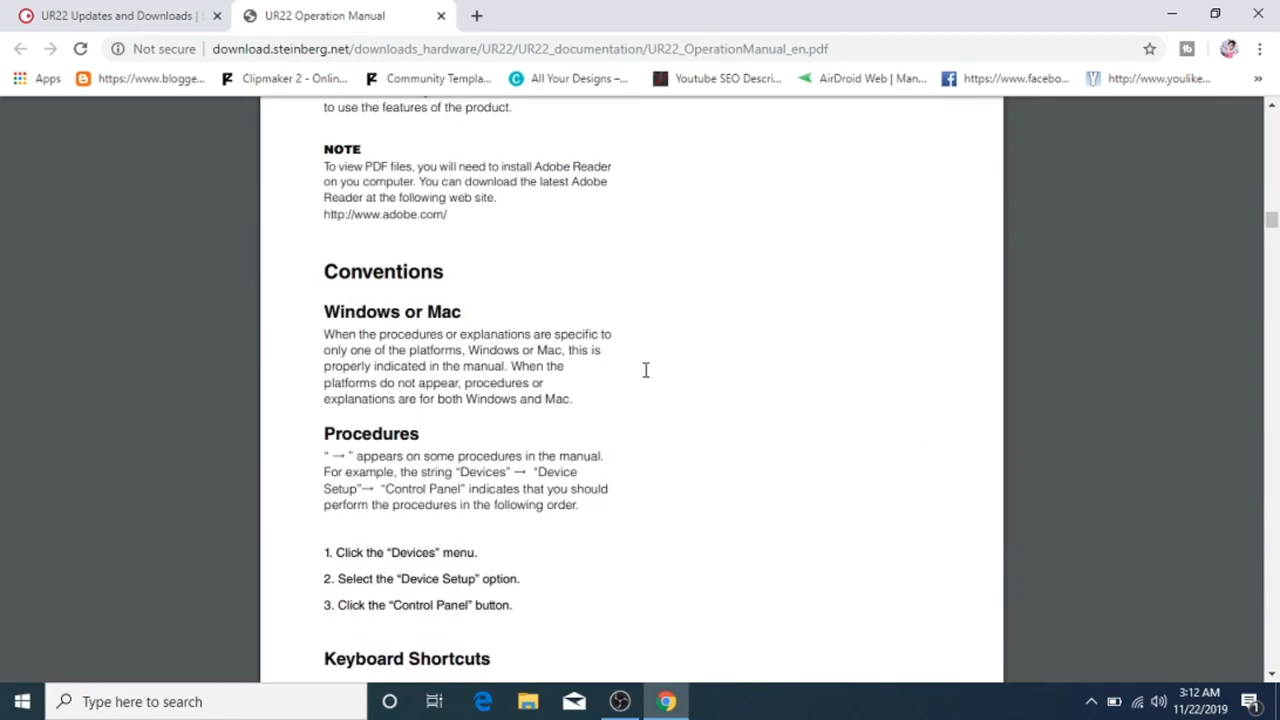 UR22 Updates and Downloads |
UR22 Operation Manual
Not secure | download.steinberg.net/downloads_hardware/UR22/UR22_documentation/UR22_OperationManual_en.pdf
Apps
https://www.blogge...
Clipmaker 2 - Onlin...
Community Templa...
All Your Designs –...
Youtube SEO Descri...
AirDroid Web | Man...
https://www.facebo...
http://www.youlike...
to use the features of the product.
NOTE
To view PDF files, you will need to install Adobe Reader
on you computer. You can download the latest Adobe
Reader at the following web site.
http://www.adobe.com/
Conventions
Windows or Mac
When the procedures or explanations are specific to
only one of the platforms, Windows or Mac, this is
properly indicated in the manual. When the
platforms do not appear, procedures or
explanations are for both Windows and Mac.
Procedures
“ → ” appears on some procedures in the manual.
For example, the string “Devices” → “Device
Setup”→ “Control Panel” indicates that you should
perform the procedures in the following order.
1. Click the “Devices” menu.
2. Select the “Device Setup” option.
3. Click the “Control Panel” button.
Keyboard Shortcuts
Type here to search
3:12 AM
11/22/2019